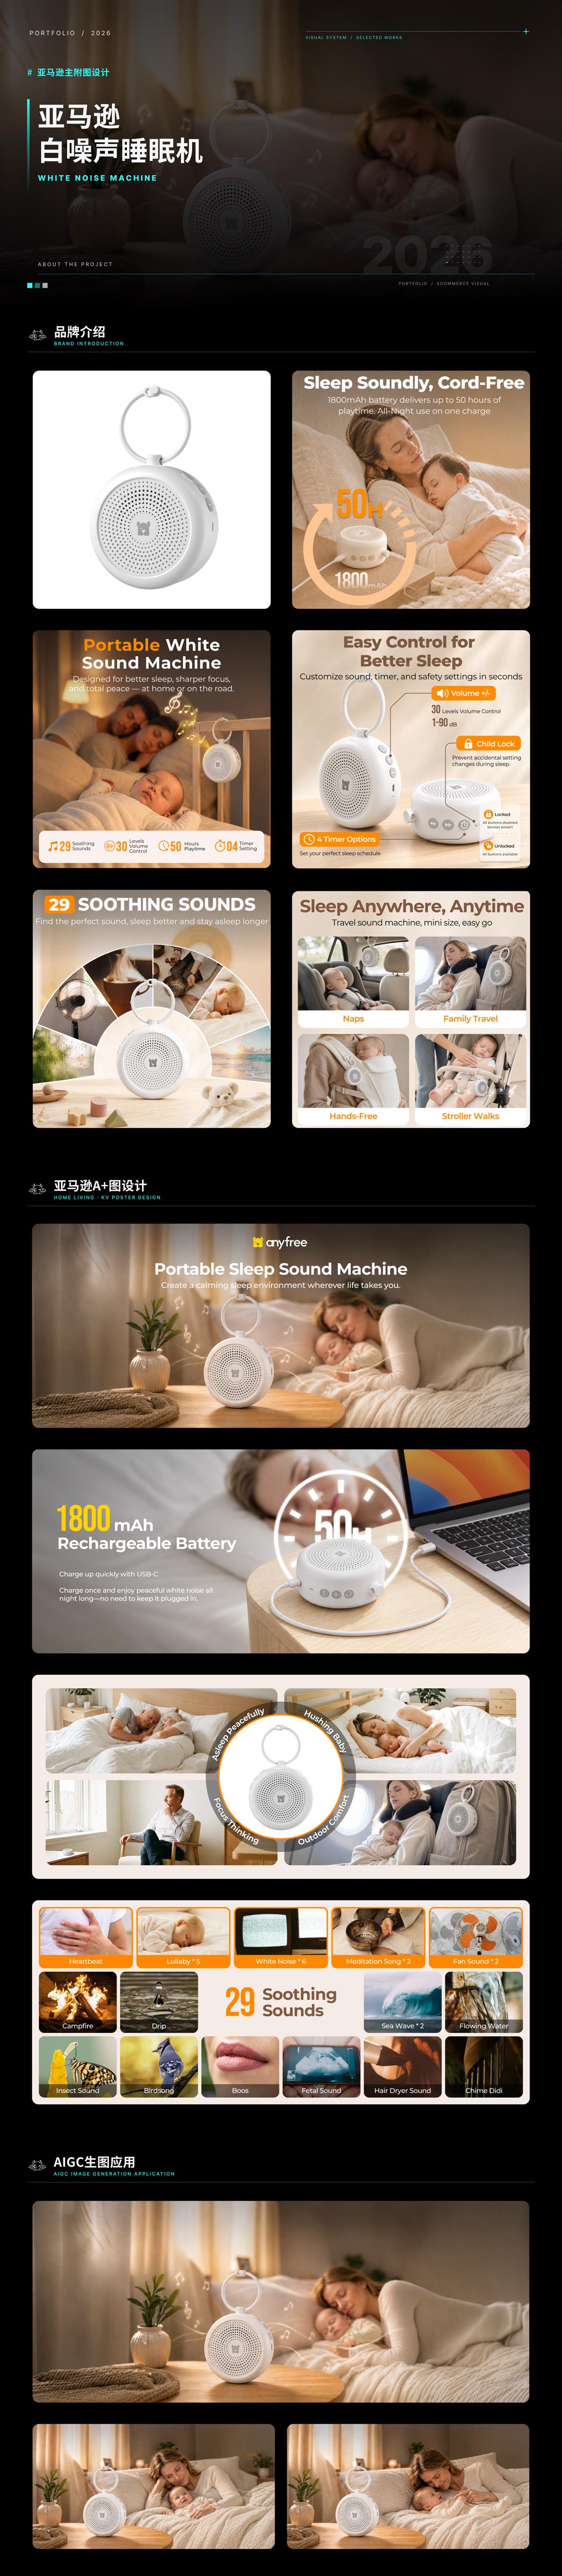 PORTFOLIO / 2026
VISUAL SYSTEM / SELECTED WORKS
# 亚马逊主附图设计
亚马逊
白噪声睡眠机
WHITE NOISE MACHINE
2026
ABOUT THE PROJECT
PORTFOLIO / ECOMMERCE VISUAL
品牌介绍
BRAND INTRODUCTION
Sleep Soundly, Cord-Free
1800mAh battery delivers up to 50 hours of
playtime. All-Night use on one charge
50H
1800mAh
Portable White
Sound Machine
Designed for better sleep, sharper focus,
and total peace — at home or on the road.
29 Soothing Sounds
30 Levels Volume Control
50 Hours Playtime
04 Timer Setting
Easy Control for
Better Sleep
Customize sound, timer, and safety settings in seconds
Volume +/-
30 Levels Volume Control
1-90 dB
Child Lock
Prevent accidental setting
changes during sleep.
Locked
All buttons disabled
(except power)
Unlocked
All buttons available
4 Timer Options
Set your perfect sleep schedule
29 SOOTHING SOUNDS
Find the perfect sound, sleep better and stay asleep longer
Sleep Anywhere, Anytime
Travel sound machine, mini size, easy go
Naps
Family Travel
Hands-Free
Stroller Walks
亚马逊A+图设计
HOME LIVING · KV POSTER DESIGN
anyfree
Portable Sleep Sound Machine
Create a calming sleep environment wherever life takes you.
1800 mAh
Rechargeable Battery
Charge up quickly with USB-C
Charge once and enjoy peaceful white noise all
night long—no need to keep it plugged in.
50H
Asleep Peacefully
Hushing Baby
Focus Thinking
Outdoor Comfort
Heartbeat
Lullaby * 5
White Noise * 6
Meditation Song * 2
Fan Sound * 2
Campfire
Drip
29 Soothing
Sounds
Sea Wave * 2
Flowing Water
Insect Sound
Birdsong
Boos
Fetal Sound
Hair Dryer Sound
Chime Didi
AIGC生图应用
AIGC IMAGE GENERATION APPLICATION